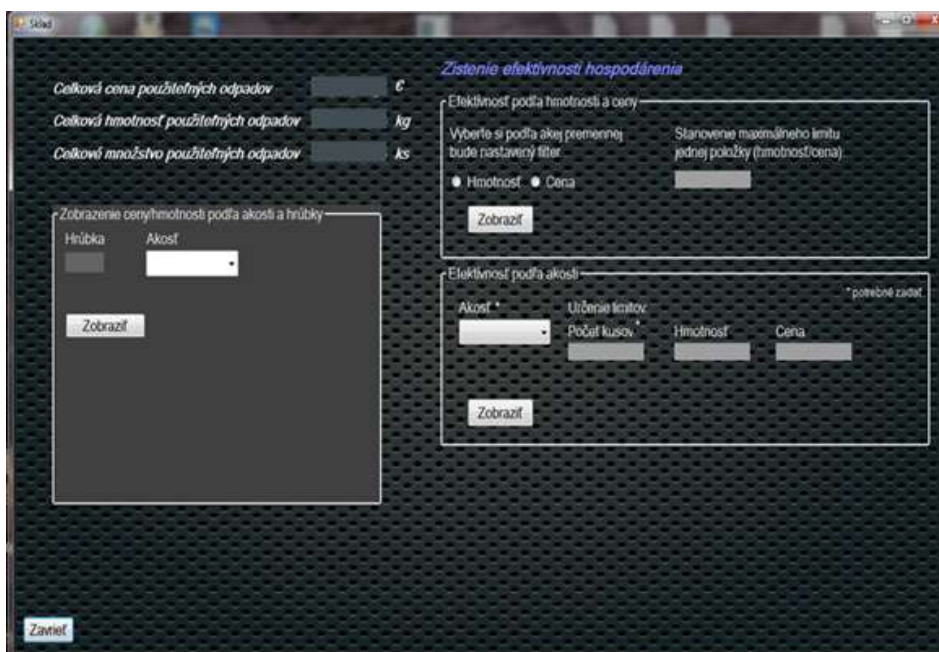 Sklad
Celková cena použiteľných odpadov €
Celková hmotnosť použiteľných odpadov kg
Celkové množstvo použiteľných odpadov ks
Zobrazenie ceny/hmotnosti podľa akosti a hrúbky
Hrúbka Akosť
Zobraziť
Zistenie efektívnosti hospodárenia
Efektívnosť podľa hmotnosti a ceny
Vyberte si podľa akej premennej
bude nastavený filter.
Hmotnosť Cena
Stanovenie maximálneho limitu
jednej položky (hmotnosť/cena)
Zobraziť
Efektívnosť podľa akosti
* potrebné zadať
Akosť * Určenie limitov
Počet kusov * Hmotnosť Cena
Zobraziť
Zavrieť